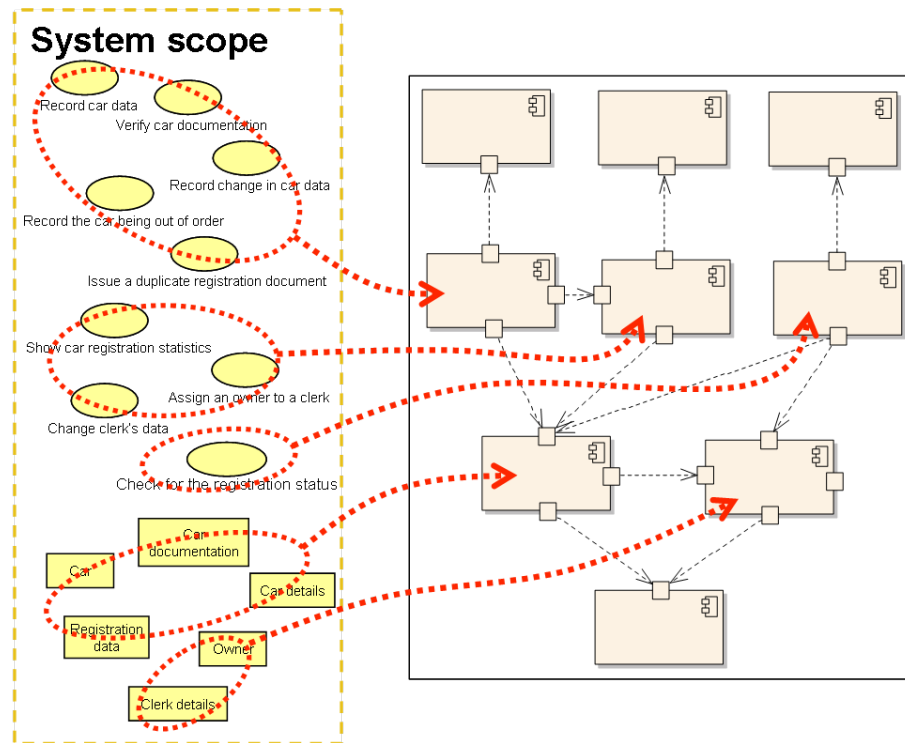 System scope
Record car data
Verify car documentation
Record change in car data
Record the car being out of order
Issue a duplicate registration document
Show car registration statistics
Assign an owner to a clerk
Change clerk's data
Check for the registration status
Car
documentation
Car
Car details
Registration
data
Owner
Clerk details